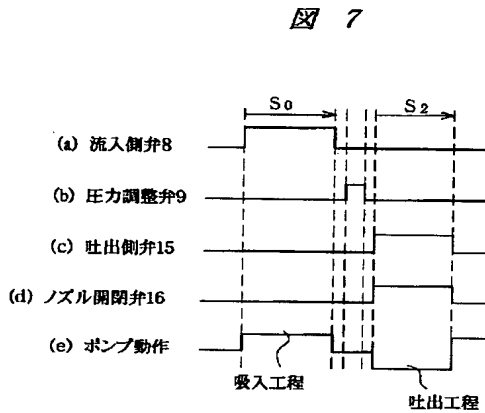 図 7
S0 S2
(a) 流入側弁8
(b) 圧力調整弁9
(c) 吐出側弁15
(d) ノズル開閉弁16
(e) ポンプ動作
吸入工程
吐出工程